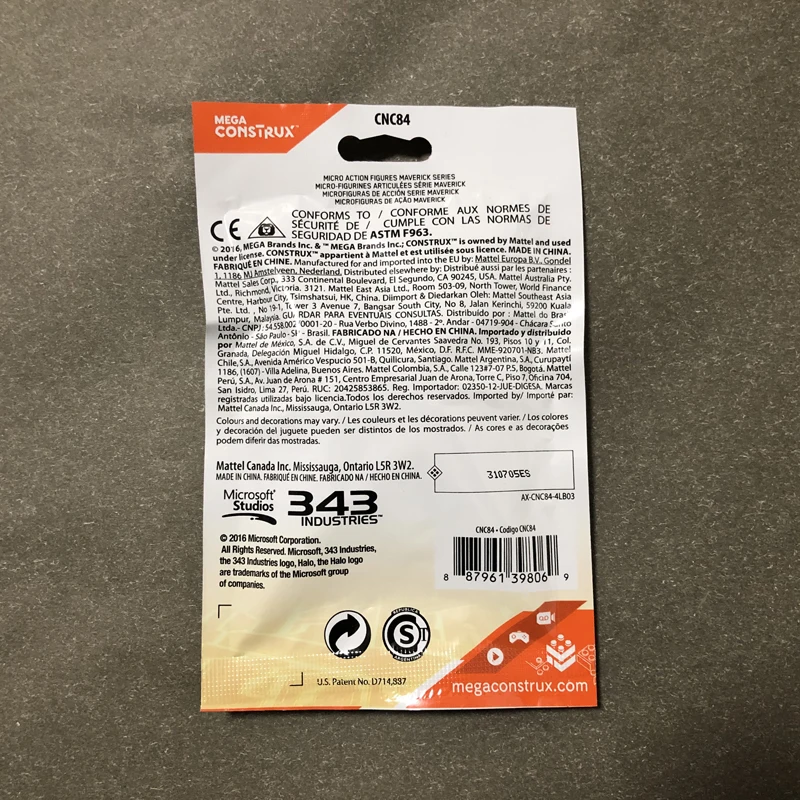 MEGA
CONSTRUX™
CNC84
MICRO ACTION FIGURES MAVERICK SERIES
MICRO-FIGURINES ARTICULÉES SÉRIE MAVERICK
MICROFIGURAS DE ACCIÓN SERIE MAVERICK
MICROFIGURAS DE AÇÃO MAVERICK
CE
CONFORMS TO / CONFORME AUX NORMES DE
SÉCURITÉ DE / CUMPLE CON LAS NORMAS DE
SEGURIDAD DE ASTM F963.
© 2016, MEGA Brands Inc. & ™ MEGA Brands Inc.; CONSTRUX™ is owned by Mattel and used
under license. CONSTRUX™ appartient à Mattel et est utilisée sous licence. MADE IN CHINA.
FABRIQUÉ EN CHINE. Manufactured for and imported into the EU by: Mattel Europa B.V., Gondel
1, 1186 MJ Amstelveen, Nederland. Distributed elsewhere by: Distribué aussi par les partenaires :
Mattel Sales Corp., 333 Continental Boulevard, El Segundo, CA 90245, USA. Mattel Australia Pty.
Ltd., Richmond, Victoria. 3121. Mattel East Asia Ltd., Room 503-09, North Tower, World Finance
Centre, Harbour City, Tsimshatsui, HK, China. Diimport & Diedarkan Oleh: Mattel Southeast Asia
Pte. Ltd., No 19-1, Tower 3 Avenue 7, Bangsar South City, No 8, Jalan Kerinchi, 59200 Kuala
Lumpur, Malaysia. GUARDAR PARA EVENTUALES CONSULTAS. Distribuído por : Mattel do Brasil
Ltda.- CNPJ: 54.558.002/0001-20 - Rua Verbo Divino, 1488 - 2º. Andar - 04719-904 - Chácara Santo
Antônio - São Paulo - SP - Brasil. FABRICADO NA / HECHO EN CHINA. Importado y distribuido
por Mattel de México, S.A. de C.V., Miguel de Cervantes Saavedra No. 193, Pisos 10 y 11, Col.
Granada, Delegación Miguel Hidalgo, C.P. 11520, México, D.F. R.F.C. MME-920701-NB3. Mattel
Chile, S.A., Avenida Américo Vespucio 501-B, Quilicura, Santiago. Mattel Argentina, S.A., Curupaytí
1186, (1607) - Villa Adelina, Buenos Aires. Mattel Colombia, S.A., Calle 123#7-07 P.5, Bogotá. Mattel
Perú, S.A., Av. Juan de Arona # 151, Centro Empresarial Juan de Arona, Torre C, Piso 7, Oficina 704,
San Isidro, Lima 27, Perú. RUC: 20425853865. Reg. Importador: 02350-12-JUE-DIGESA. Marcas
registradas utilizadas bajo licencia.Todos los derechos reservados. Imported by/ Importé par:
Mattel Canada Inc., Mississauga, Ontario L5R 3W2.
Colours and decorations may vary. / Les couleurs et les décorations peuvent varier. / Los colores
y decoración del juguete pueden ser distintos de los mostrados. / As cores e as decorações
podem diferir das mostradas.
Mattel Canada Inc. Mississauga, Ontario L5R 3W2.
MADE IN CHINA. FABRIQUÉ EN CHINE. FABRICADO NA / HECHO EN CHINA.
310705ES
AX-CNC84-4LB03
Microsoft®
Studios
343
INDUSTRIES™
© 2016 Microsoft Corporation.
All Rights Reserved. Microsoft, 343 Industries,
the 343 Industries logo, Halo, the Halo logo
are trademarks of the Microsoft group
of companies.
CNC84 • Codigo CNC84
8 87961 39806 9
REPUBLICA
S
ARGENTINA
U.S. Patent No. D714,887
megaconstrux.com